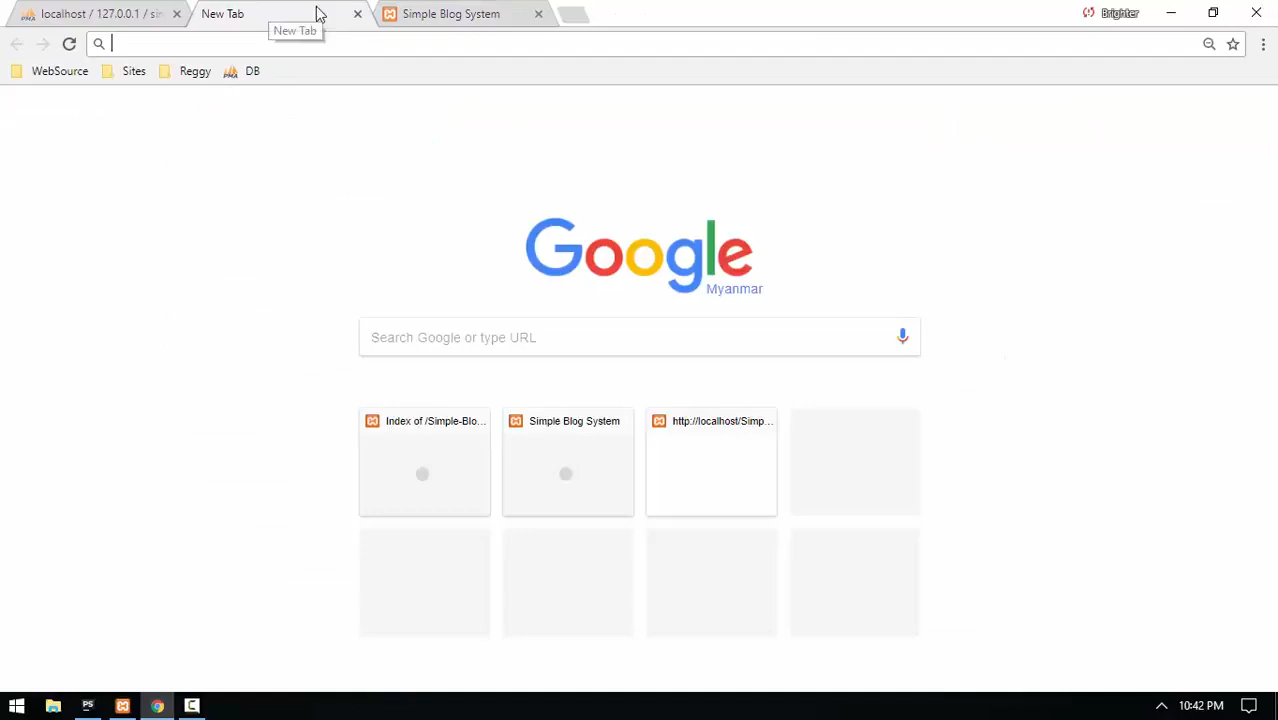 localhost / 127.0.0.1 / sim
New Tab
Simple Blog System
Brighter
New Tab
WebSource
Sites
Reggy
DB
Google
Myanmar
Search Google or type URL
Index of /Simple-Blo...
Simple Blog System
http://localhost/Simp...
10:42 PM